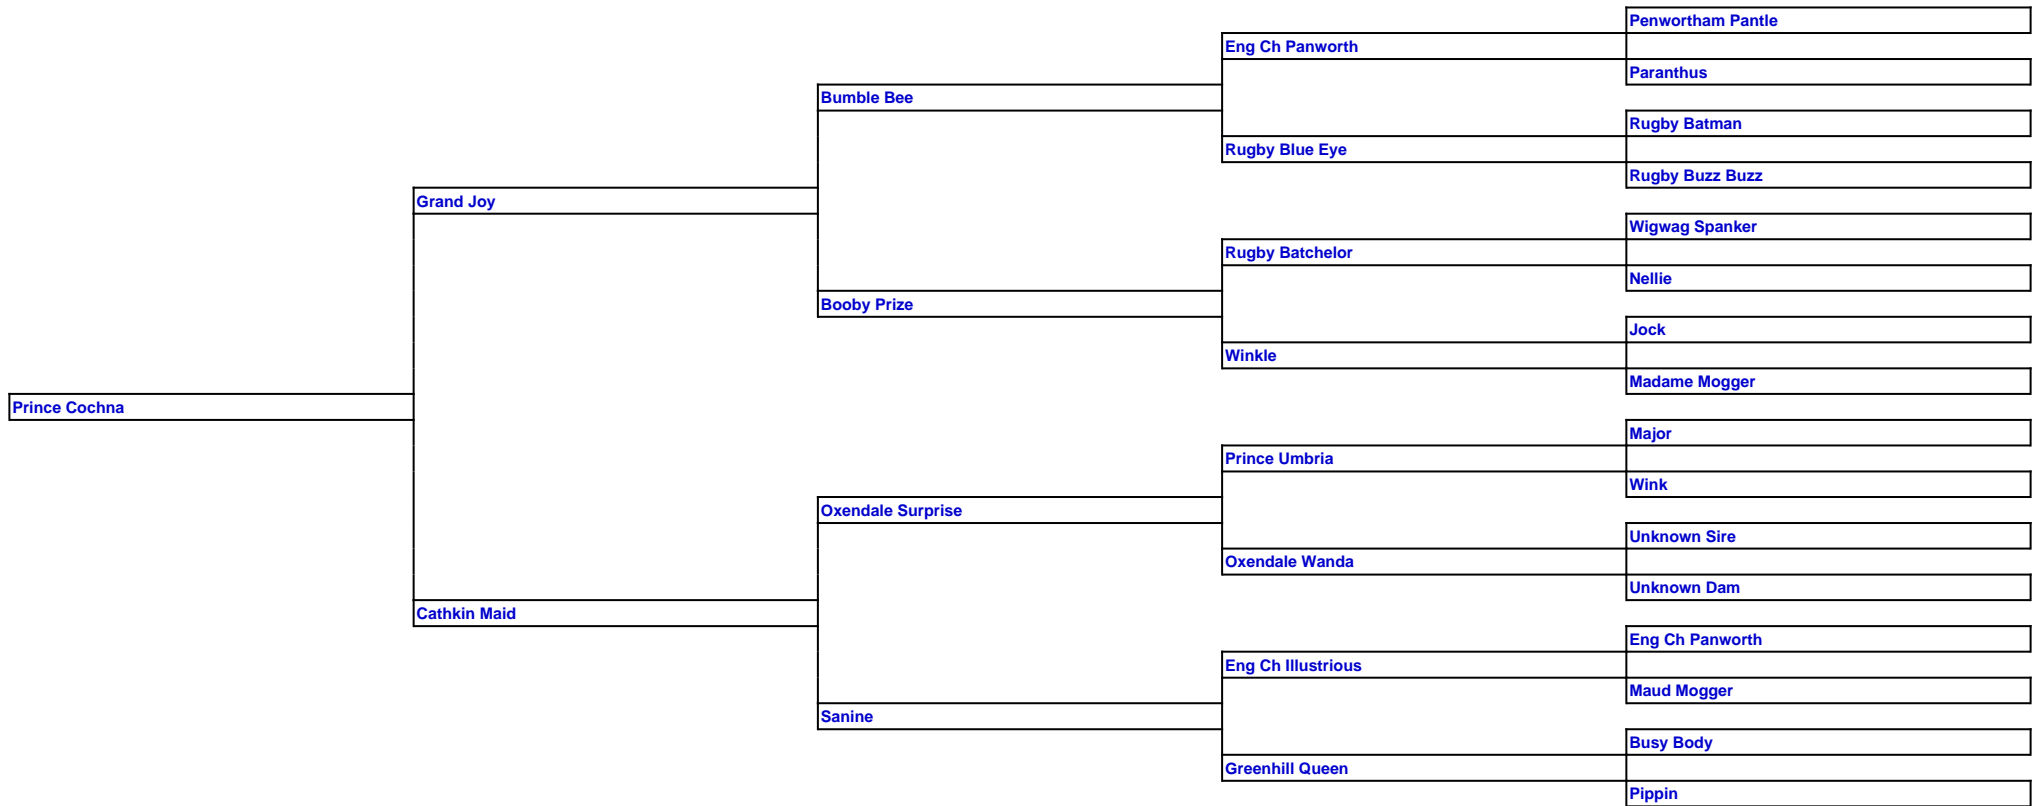 Penwortham Pantle
Eng Ch Panworth
Paranthus
Bumble Bee
Rugby Batman
Rugby Blue Eye
Rugby Buzz Buzz
Grand Joy
Wigwag Spanker
Rugby Batchelor
Nellie
Booby Prize
Jock
Winkle
Madame Mogger
Prince Cochna
Major
Prince Umbria
Wink
Oxendale Surprise
Unknown Sire
Oxendale Wanda
Unknown Dam
Cathkin Maid
Eng Ch Panworth
Eng Ch Illustrious
Maud Mogger
Sanine
Busy Body
Greenhill Queen
Pippin